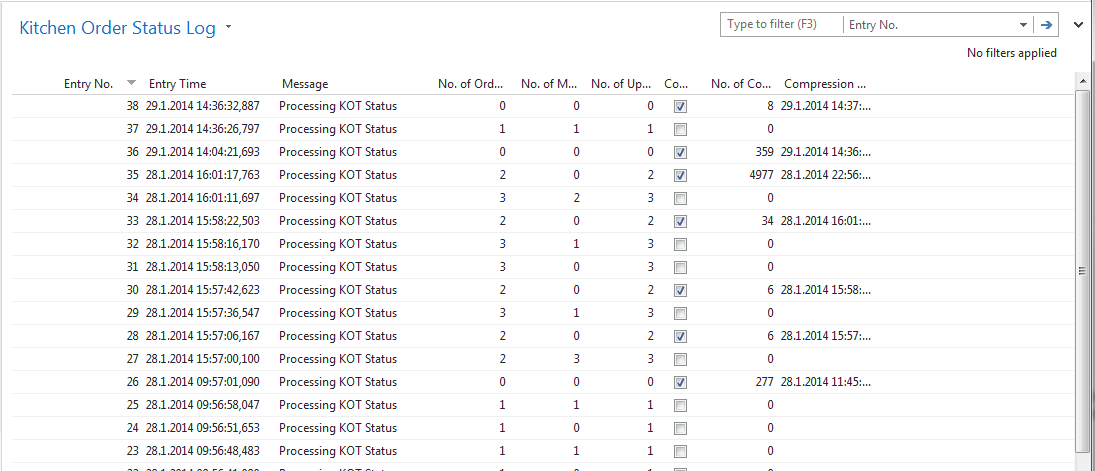 Kitchen Order Status Log
Type to filter (F3) Entry No.
No filters applied
Entry No. Entry Time Message No. of Ord... No. of M... No. of Up... Co... No. of Co... Compression ...
38 29.1.2014 14:36:32,887 Processing KOT Status 0 0 0 8 29.1.2014 14:37:...
37 29.1.2014 14:36:26,797 Processing KOT Status 1 1 1 0
36 29.1.2014 14:04:21,693 Processing KOT Status 0 0 0 359 29.1.2014 14:36:...
35 28.1.2014 16:01:17,763 Processing KOT Status 2 0 2 4977 28.1.2014 22:56:...
34 28.1.2014 16:01:11,697 Processing KOT Status 3 2 3 0
33 28.1.2014 15:58:22,503 Processing KOT Status 2 0 2 34 28.1.2014 16:01:...
32 28.1.2014 15:58:16,170 Processing KOT Status 3 1 3 0
31 28.1.2014 15:58:13,050 Processing KOT Status 3 0 3 0
30 28.1.2014 15:57:42,623 Processing KOT Status 2 0 2 6 28.1.2014 15:58:...
29 28.1.2014 15:57:36,547 Processing KOT Status 3 1 3 0
28 28.1.2014 15:57:06,167 Processing KOT Status 2 0 2 6 28.1.2014 15:57:...
27 28.1.2014 15:57:00,100 Processing KOT Status 2 3 3 0
26 28.1.2014 09:57:01,090 Processing KOT Status 0 0 0 277 28.1.2014 11:45:...
25 28.1.2014 09:56:58,047 Processing KOT Status 1 1 1 0
24 28.1.2014 09:56:51,653 Processing KOT Status 1 0 1 0
23 28.1.2014 09:56:48,483 Processing KOT Status 1 1 1 0